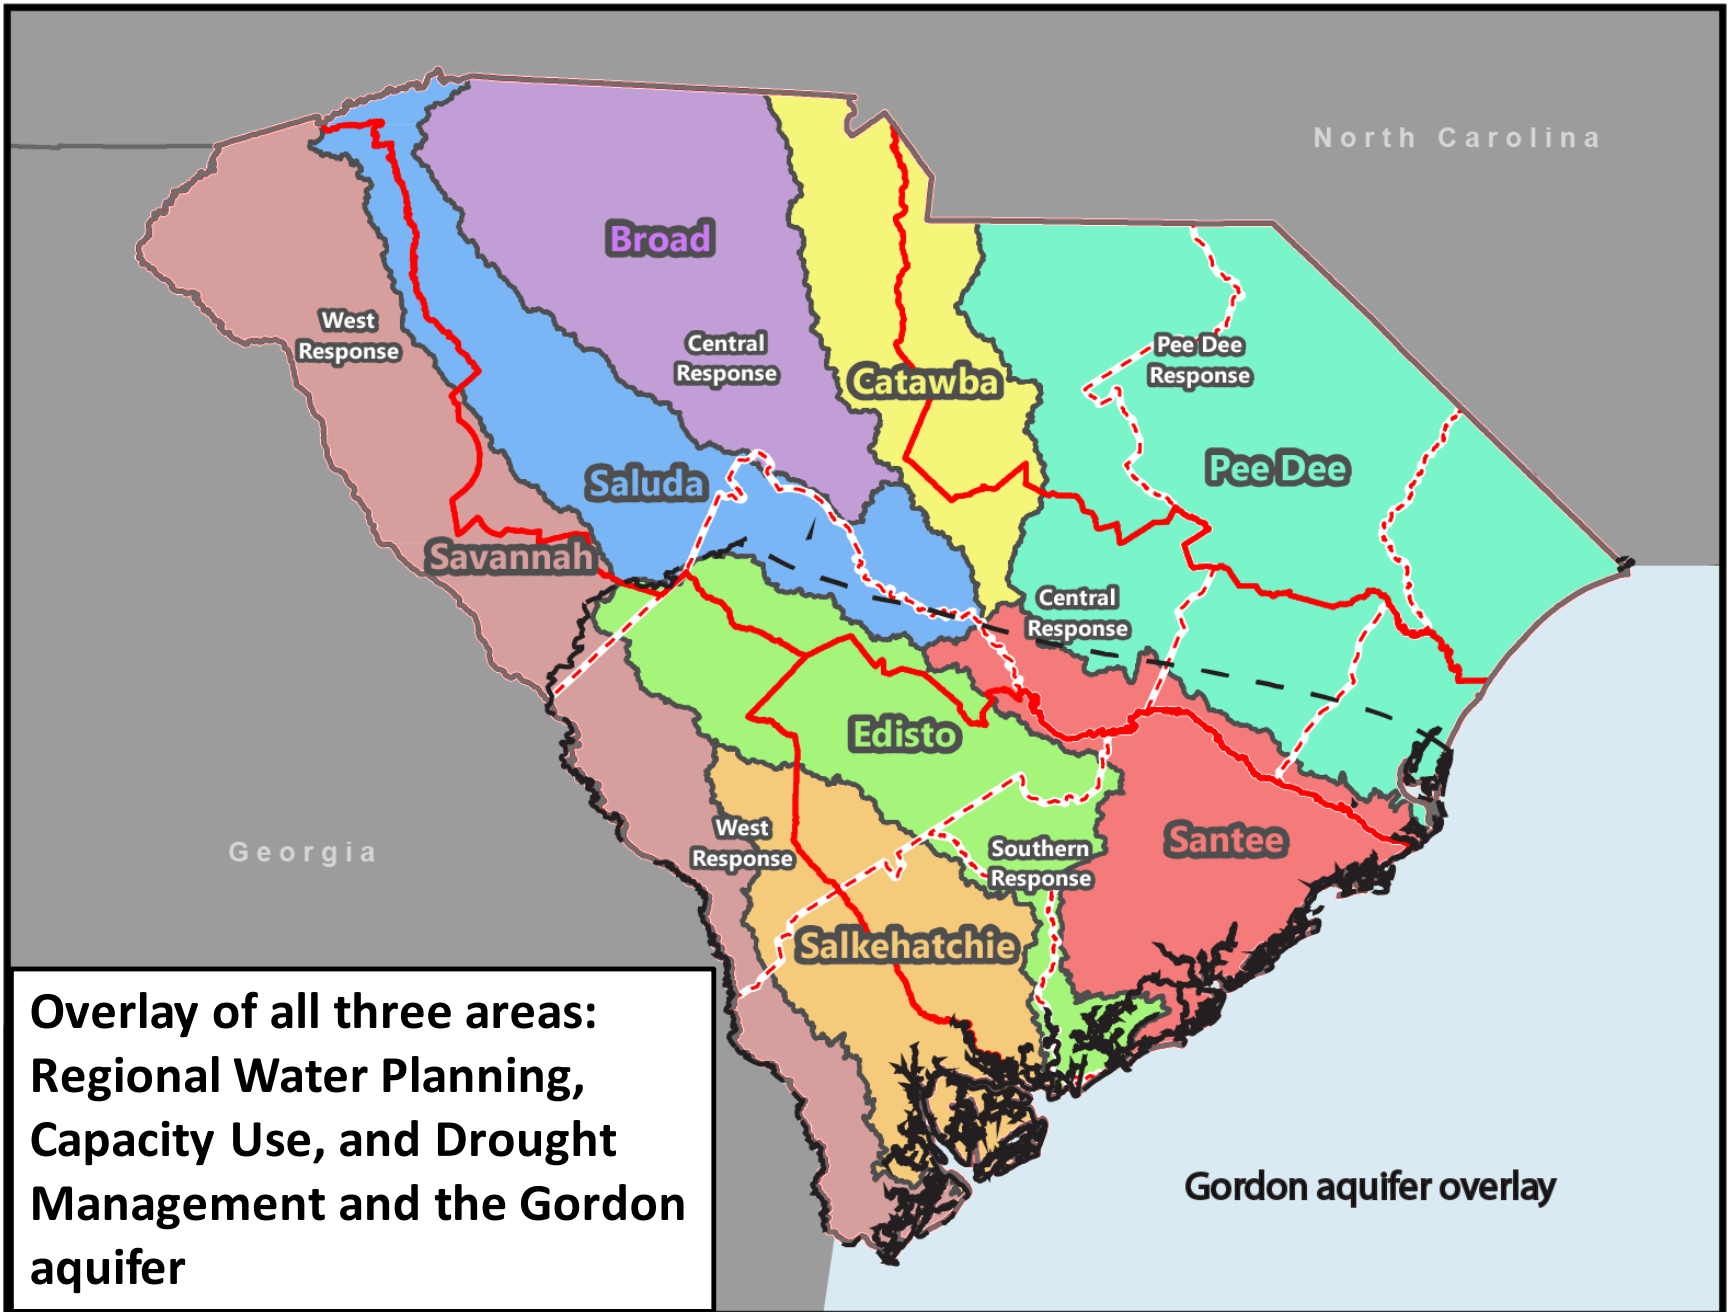 North Carolina
Broad
West
Response
Central
Response
Pee Dee
Response
Catawba
Pee Dee
Saluda
Savannah
Central
Response
Edisto
West
Response
Southern
Response
Santee
Georgia
Salkehatchie
Overlay of all three areas:
Regional Water Planning,
Capacity Use, and Drought
Management and the Gordon
aquifer
Gordon aquifer overlay